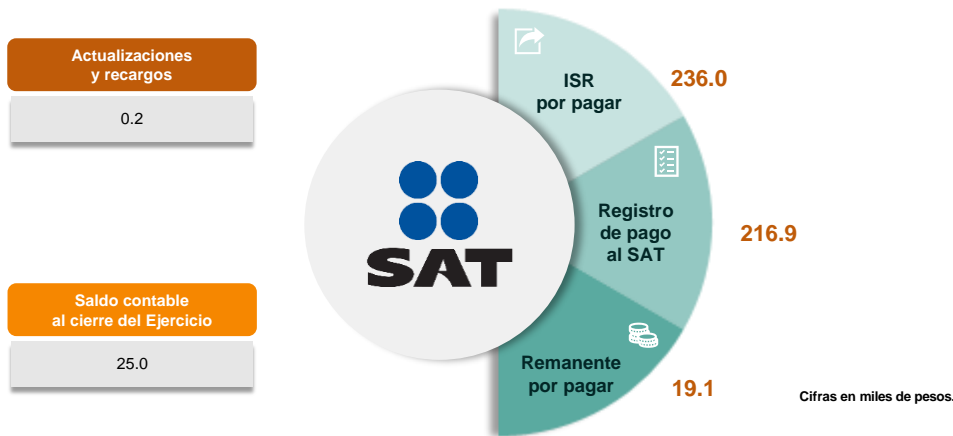 Actualizaciones
y recargos
0.2
Saldo contable
al cierre del Ejercicio
25.0
SAT
ISR
por pagar
236.0
Registro
de pago
al SAT
216.9
Remanente
por pagar
19.1
Cifras en miles de pesos.